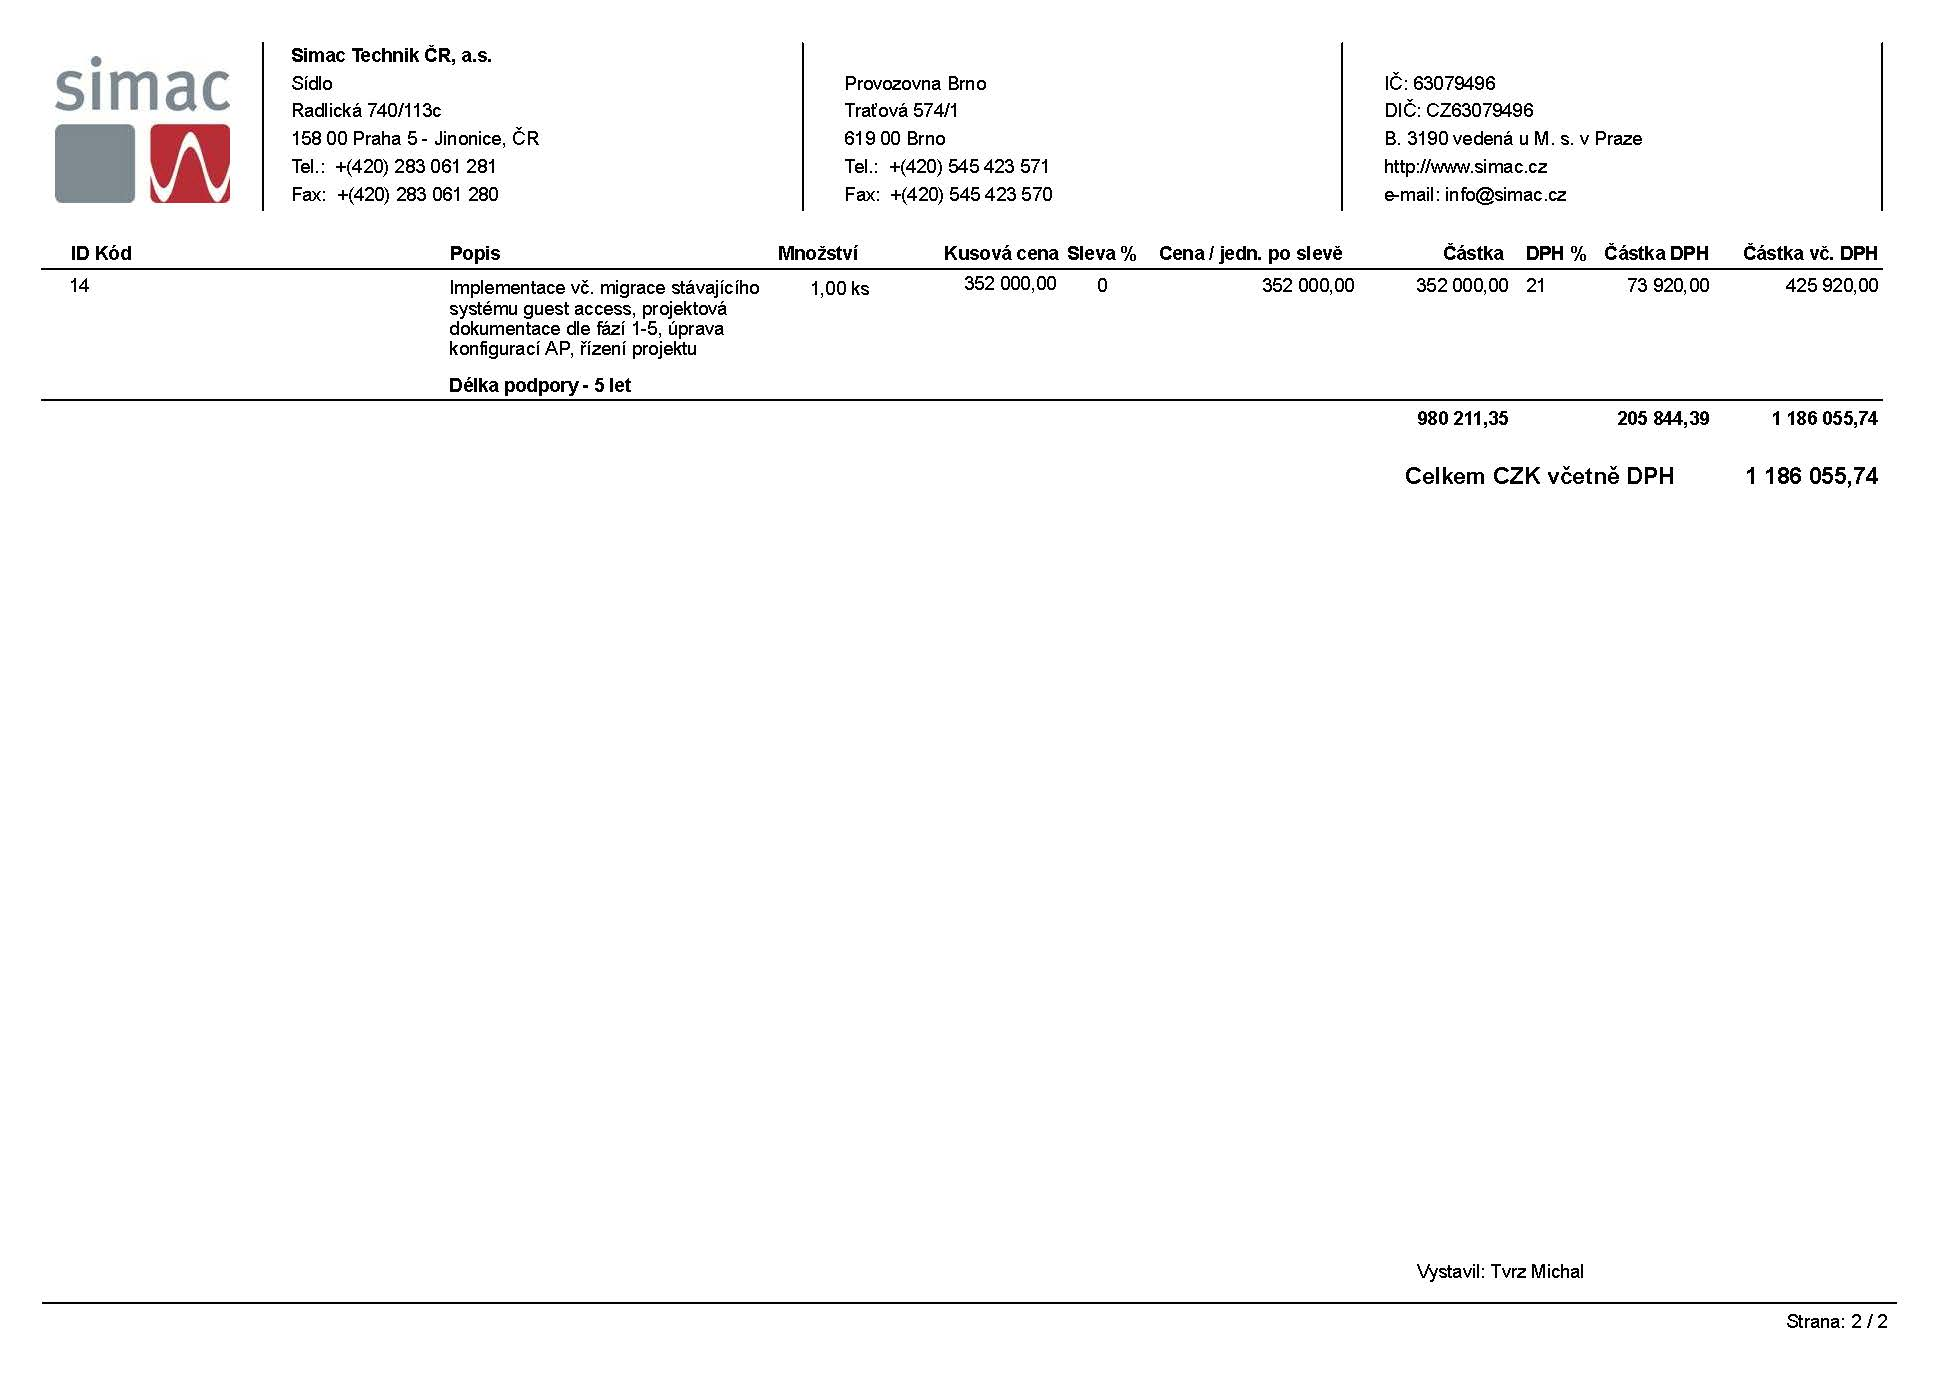 simac
Simac Technik ČR, a.s.
Sídlo
Radlická 740/113c
158 00 Praha 5 - Jinonice, ČR
Tel.: +(420) 283 061 281
Fax: +(420) 283 061 280
Provozovna Brno
Traťová 574/1
619 00 Brno
Tel.: +(420) 545 423 571
Fax: +(420) 545 423 570
IČ: 63079496
DIČ: CZ63079496
B. 3190 vedená u M. s. v Praze
http://www.simac.cz
e-mail: info@simac.cz
ID Kód Popis Množství Kusová cena Sleva % Cena / jedn. po slevě Částka DPH % Částka DPH Částka vč. DPH
14 Implementace vč. migrace stávajícího 1,00 ks 352 000,00 0 352 000,00 352 000,00 21 73 920,00 425 920,00
systému guest access, projektová
dokumentace dle fází 1-5, úprava
konfigurací AP, řízení projektu
Délka podpory - 5 let
980 211,35 205 844,39 1 186 055,74
Celkem CZK včetně DPH 1 186 055,74
Vystavil: Tvrz Michal
Strana: 2 / 2